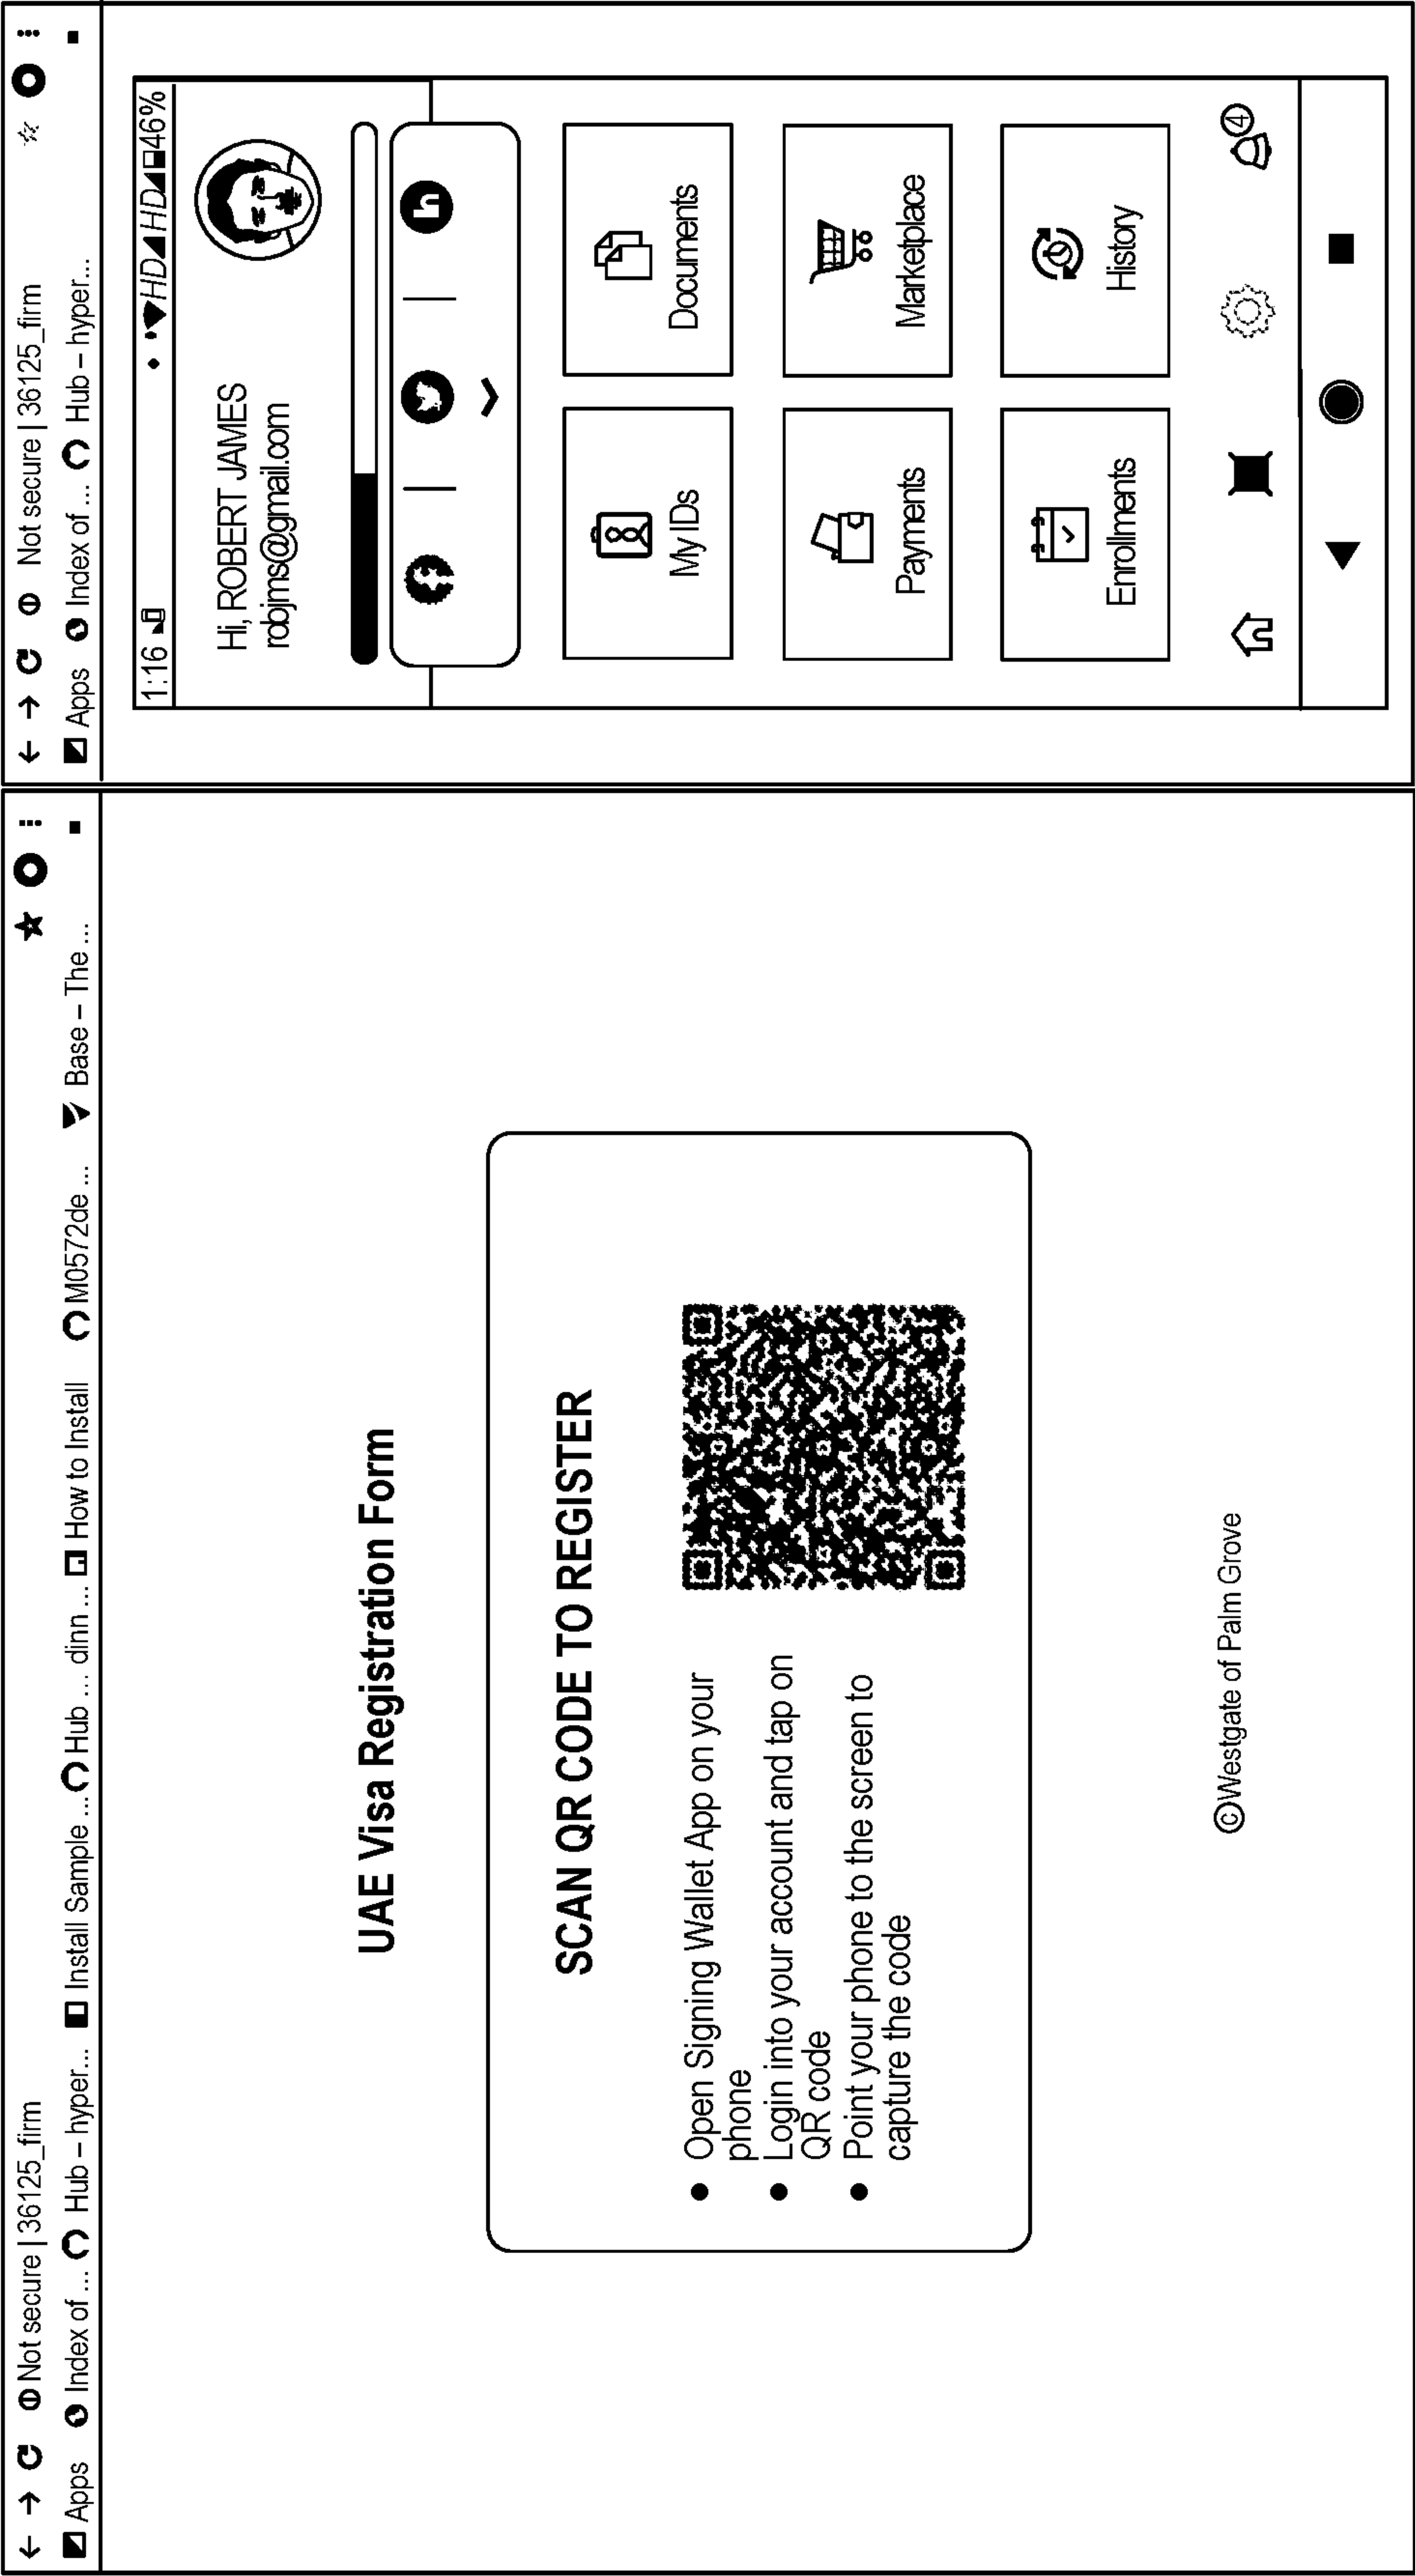 Not secure | 36125_firm
Apps Index of ... Hub – hyper... Install Sample ... Hub ... dinn ... How to Install M0572de ... Base – The ...
UAE Visa Registration Form
SCAN QR CODE TO REGISTER
• Open Signing Wallet App on your
phone
• Login into your account and tap on
QR code
• Point your phone to the screen to
capture the code
©Westgate of Palm Grove
Not secure | 36125_firm
Apps Index of ... Hub – hyper...
1:16 HD HD 46%
Hi, ROBERT JAMES
robjms@gmail.com
h
My IDs
Documents
Payments
Marketplace
Enrollments
History
4